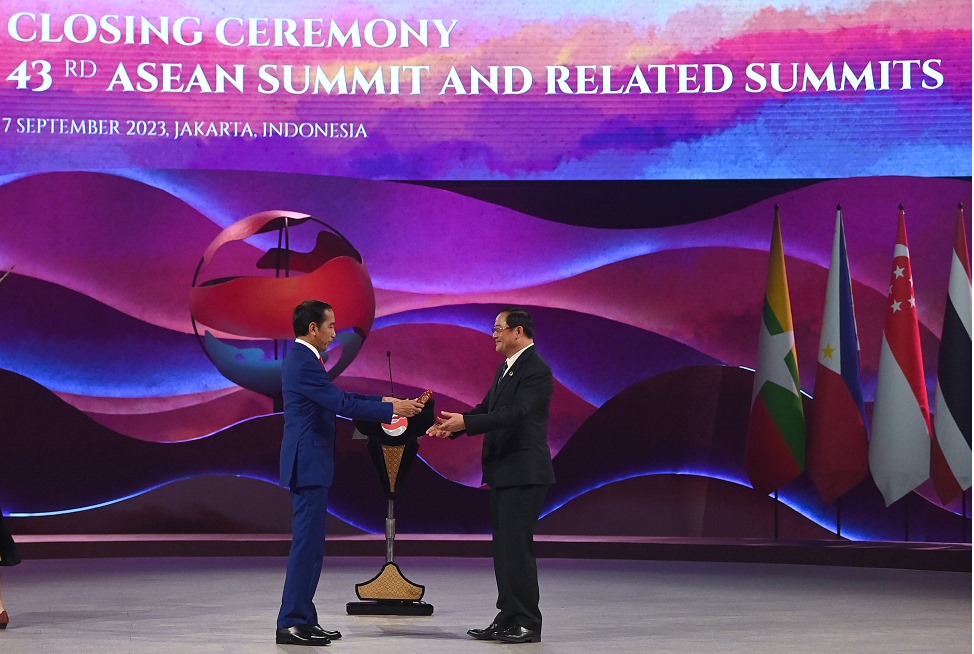 CLOSING CEREMONY
43 RD ASEAN SUMMIT AND RELATED SUMMITS
7 SEPTEMBER 2023, JAKARTA, INDONESIA